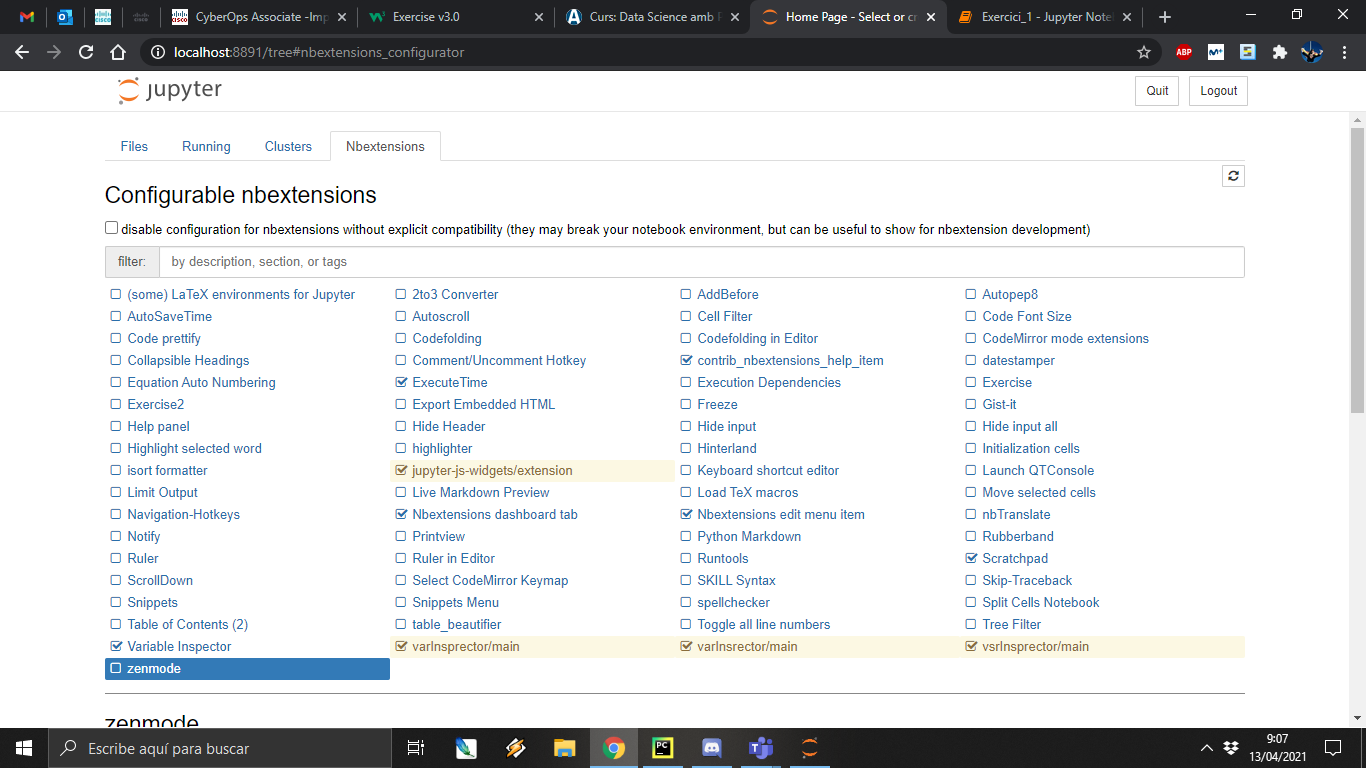 CyberOps Associate -Imp
Exercise v3.0
Curs: Data Science amb P
Home Page - Select or cr
Exercici_1 - Jupyter Note
localhost:8891/tree#nbextensions_configurator
ABP
M+
jupyter
Quit
Logout
Files
Running
Clusters
Nbextensions
Configurable nbextensions
disable configuration for nbextensions without explicit compatibility (they may break your notebook environment, but can be useful to show for nbextension development)
filter:
by description, section, or tags
(some) LaTeX environments for Jupyter
2to3 Converter
AddBefore
Autopep8
AutoSaveTime
Autoscroll
Cell Filter
Code Font Size
Code prettify
Codefolding
Codefolding in Editor
CodeMirror mode extensions
Collapsible Headings
Comment/Uncomment Hotkey
contrib_nbextensions_help_item
datestamper
Equation Auto Numbering
ExecuteTime
Execution Dependencies
Exercise
Exercise2
Export Embedded HTML
Freeze
Gist-it
Help panel
Hide Header
Hide input
Hide input all
Highlight selected word
highlighter
Hinterland
Initialization cells
isort formatter
jupyter-js-widgets/extension
Keyboard shortcut editor
Launch QTConsole
Limit Output
Live Markdown Preview
Load TeX macros
Move selected cells
Navigation-Hotkeys
Nbextensions dashboard tab
Nbextensions edit menu item
nbTranslate
Notify
Printview
Python Markdown
Rubberband
Ruler
Ruler in Editor
Runtools
Scratchpad
ScrollDown
Select CodeMirror Keymap
SKILL Syntax
Skip-Traceback
Snippets
Snippets Menu
spellchecker
Split Cells Notebook
Table of Contents (2)
table_beautifier
Toggle all line numbers
Tree Filter
Variable Inspector
varInsprector/main
varInsrector/main
vsrInsprector/main
zenmode
zenmode
Escribe aquí para buscar
PC
9:07
13/04/2021